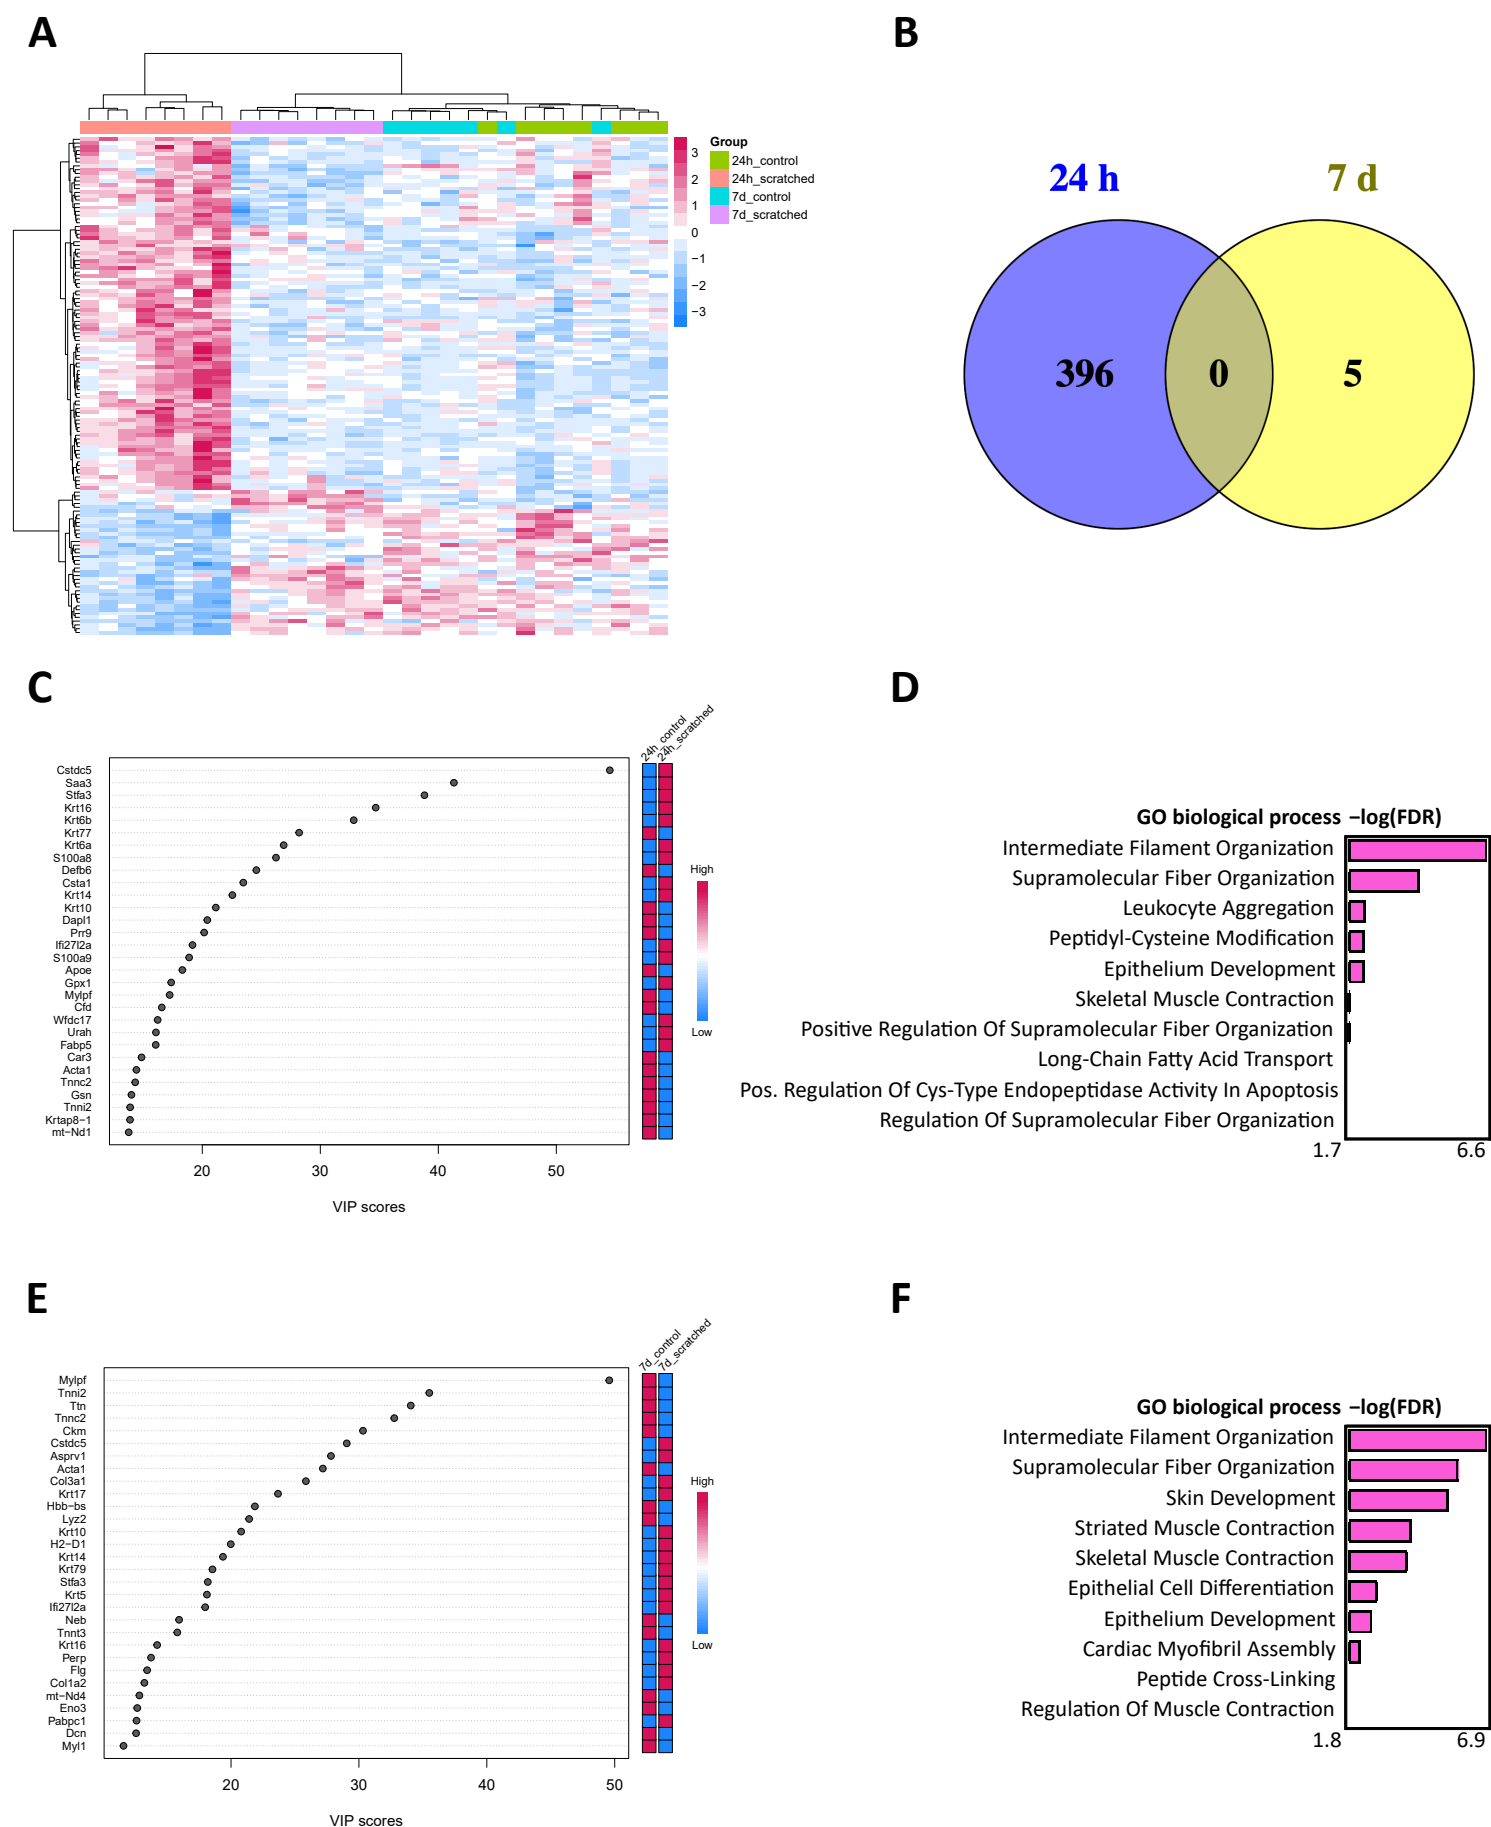 A
3
2
1
0
−1
−2
−3
Group
24h_control
24h_scratched
7d_control
7d_scratched
B
24 h
7 d
396
0
5
C
24h_control
24h_scratched
Cstdc5
Saa3
Stfa3
Krt16
Krt6b
Krt77
Krt6a
S100a8
Defb6
Csta1
Krt14
Krt10
Dapl1
Prr9
Ifi27l2a
S100a9
Apoe
Gpx1
Mylpf
Cfd
Wfdc17
Urah
Fabp5
Car3
Acta1
Tnnc2
Gsn
Tnni2
Krtap8−1
mt−Nd1
High
Low
20 30 40 50
VIP scores
D
GO biological process −log(FDR)
Intermediate Filament Organization
Supramolecular Fiber Organization
Leukocyte Aggregation
Peptidyl-Cysteine Modification
Epithelium Development
Skeletal Muscle Contraction
Positive Regulation Of Supramolecular Fiber Organization
Long-Chain Fatty Acid Transport
Pos. Regulation Of Cys-Type Endopeptidase Activity In Apoptosis
Regulation Of Supramolecular Fiber Organization
1.7 6.6
E
7d_control
7d_scratched
Mylpf
Tnni2
Ttn
Tnnc2
Ckm
Cstdc5
Asprv1
Acta1
Col3a1
Krt17
Hbb−bs
Lyz2
Krt10
H2−D1
Krt14
Krt79
Stfa3
Krt5
Ifi27l2a
Neb
Tnnt3
Krt16
Perp
Flg
Col1a2
mt−Nd4
Eno3
Pabpc1
Dcn
Myl1
High
Low
20 30 40 50
VIP scores
F
GO biological process −log(FDR)
Intermediate Filament Organization
Supramolecular Fiber Organization
Skin Development
Striated Muscle Contraction
Skeletal Muscle Contraction
Epithelial Cell Differentiation
Epithelium Development
Cardiac Myofibril Assembly
Peptide Cross-Linking
Regulation Of Muscle Contraction
1.8 6.9